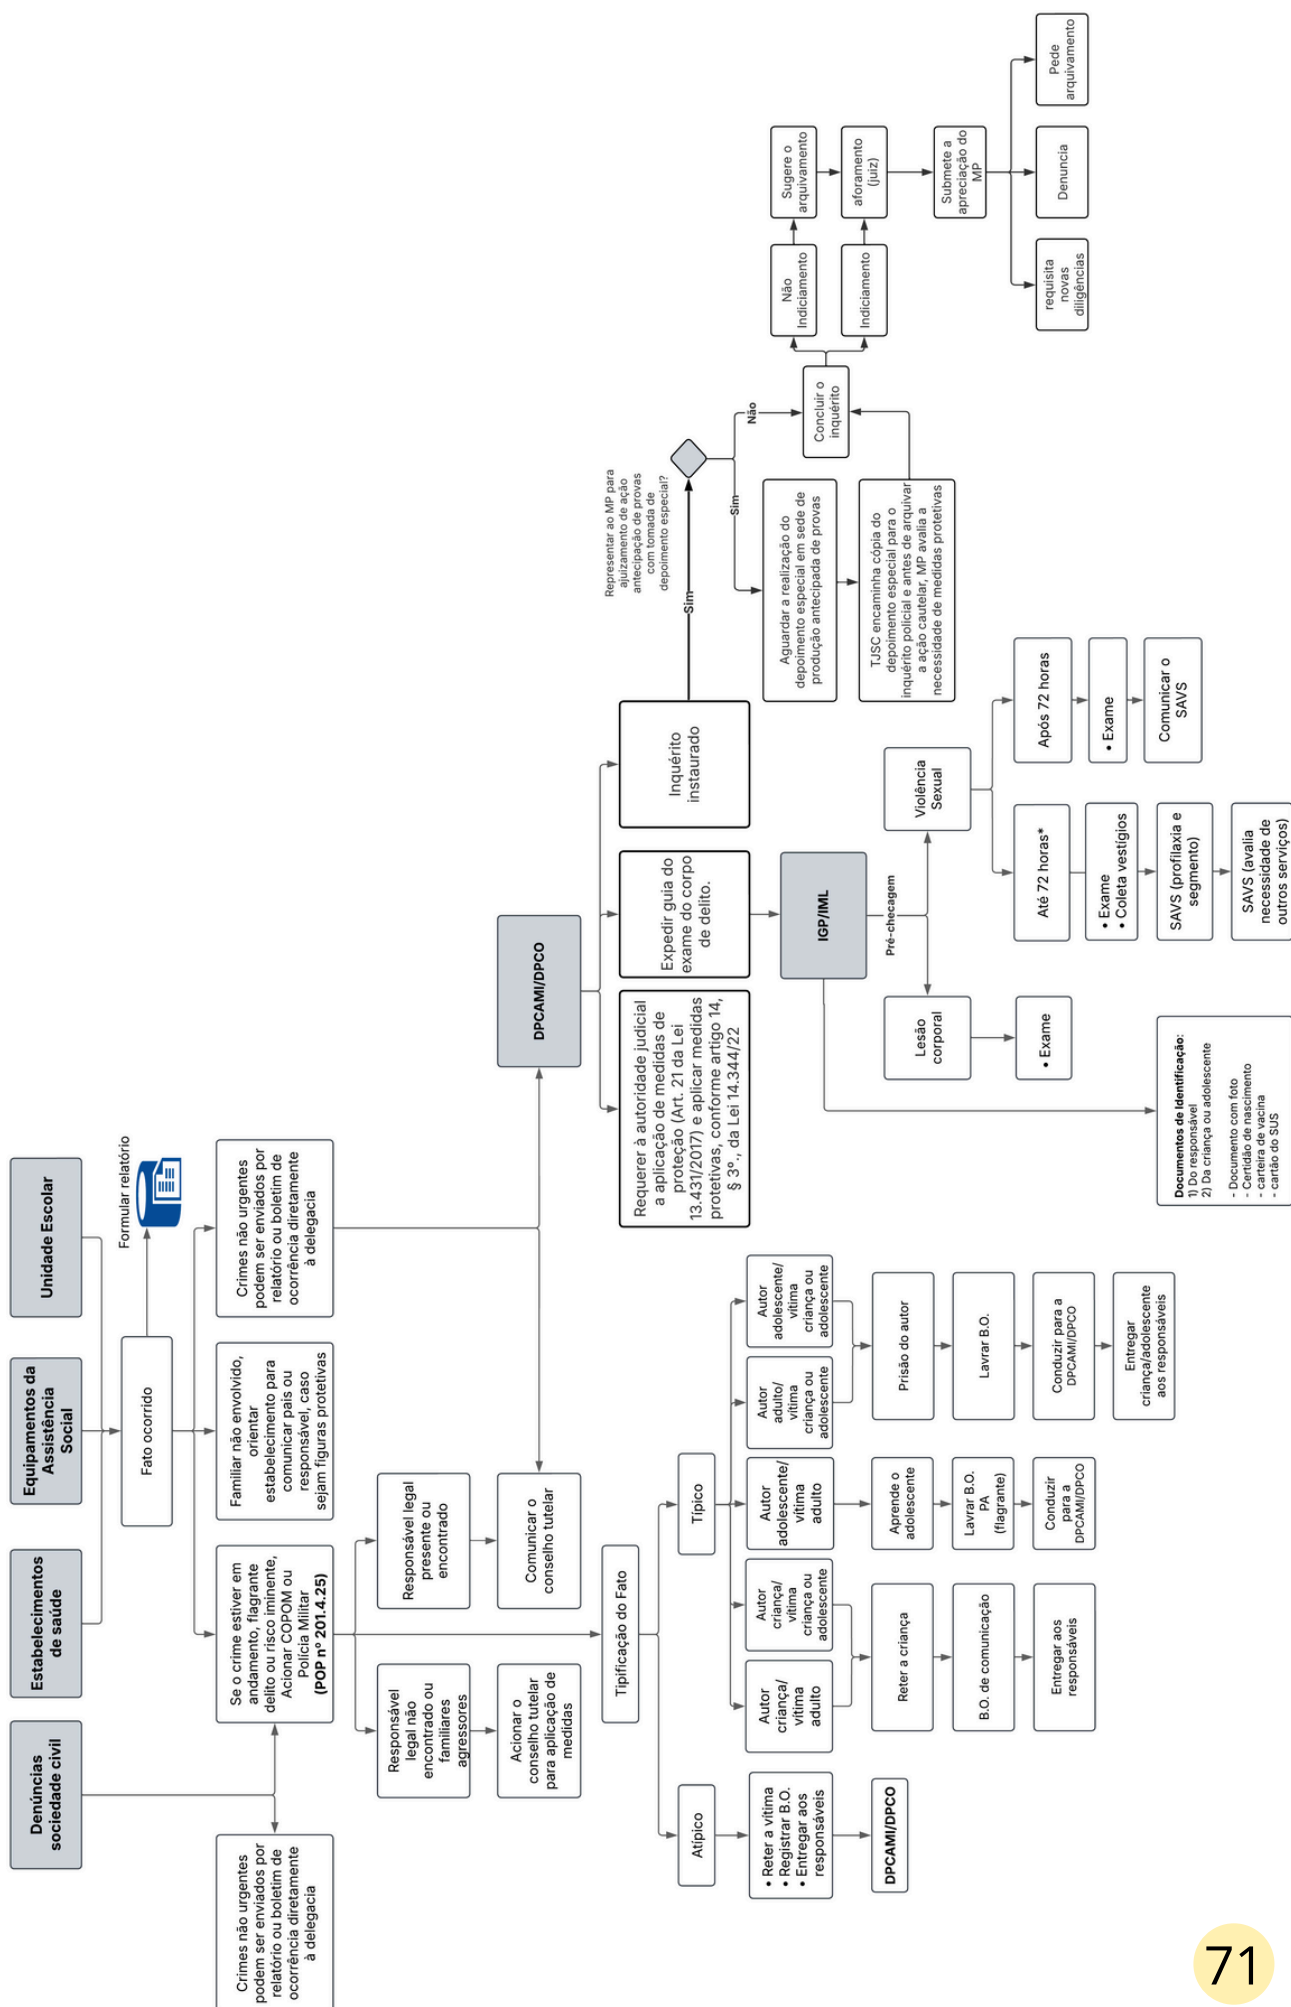 Denúncias
sociedade civil
Estabelecimentos
de saúde
Equipamentos da
Assistência
Social
Unidade Escolar
Fato ocorrido
Formular relatório
Crimes não urgentes
podem ser enviados por
relatório ou boletim de
ocorrência diretamente
à delegacia
Se o crime estiver em
andamento, flagrante
delito ou risco iminente,
Acionar COPOM ou
Polícia Militar
(POP nº 201.4.25)
Familiar não envolvido,
orientar
estabelecimento para
comunicar pais ou
responsável, caso
sejam figuras protetivas
Crimes não urgentes
podem ser enviados por
relatório ou boletim de
ocorrência diretamente
à delegacia
Responsável
legal não
encontrado ou
familiares
agressores
Responsável legal
presente ou
encontrado
Acionar o
conselho tutelar
para aplicação de
medidas
Comunicar o
conselho tutelar
DPCAMI/DPCO
Tipificação do Fato
Requerer à autoridade judicial
a aplicação de medidas de
proteção (Art. 21 da Lei
13.431/2017) e aplicar medidas
protetivas, conforme artigo 14,
§ 3º., da Lei 14.344/22
Expedir guia do
exame do corpo
de delito.
Inquérito
instaurado
Sim
Representar ao MP para
ajuizamento de ação
antecipação de provas
com tomada de
depoimento especial?
Sim
Não
Atípico
Típico
• Reter a vítima
• Registrar B.O.
• Entregar aos
responsáveis
DPCAMI/DPCO
Autor
criança/
vítima
adulto
Autor
criança/
vítima
criança ou
adolescente
Autor
adolescente/
vítima
adulto
Autor
adulto/
vítima
criança ou
adolescente
Autor
adolescente/
vítima
criança ou
adolescente
Reter a criança
B.O. de comunicação
Entregar aos
responsáveis
Aprende o
adolescente
Lavrar B.O.
PA
(flagrante)
Conduzir
para a
DPCAMI/DPCO
Prisão do autor
Lavrar B.O.
Conduzir para a
DPCAMI/DPCO
Entregar
criança/adolescente
aos responsáveis
IGP/IML
Pré-checagem
Lesão
corporal
• Exame
Violência
Sexual
Até 72 horas*
• Exame
• Coleta vestígios
SAVS (profilaxia e
segmento)
SAVS (avalia
necessidade de
outros serviços)
Após 72 horas
• Exame
Comunicar o
SAVS
Documentos de Identificação:
1) Do responsável
2) Da criança ou adolescente
- Documento com foto
- Certidão de nascimento
- carteira de vacina
- cartão do SUS
Aguardar a realização do
depoimento especial em sede de
produção antecipada de provas
TJSC encaminha cópia do
depoimento especial para o
inquérito policial e antes de arquivar
a ação cautelar, MP avalia a
necessidade de medidas protetivas
Concluir o
inquérito
Não
Indiciamento
Indiciamento
Sugere o
arquivamento
aforamento
(juiz)
Submete a
apreciação do
MP
requisita
novas
diligências
Denuncia
Pede
arquivamento
71